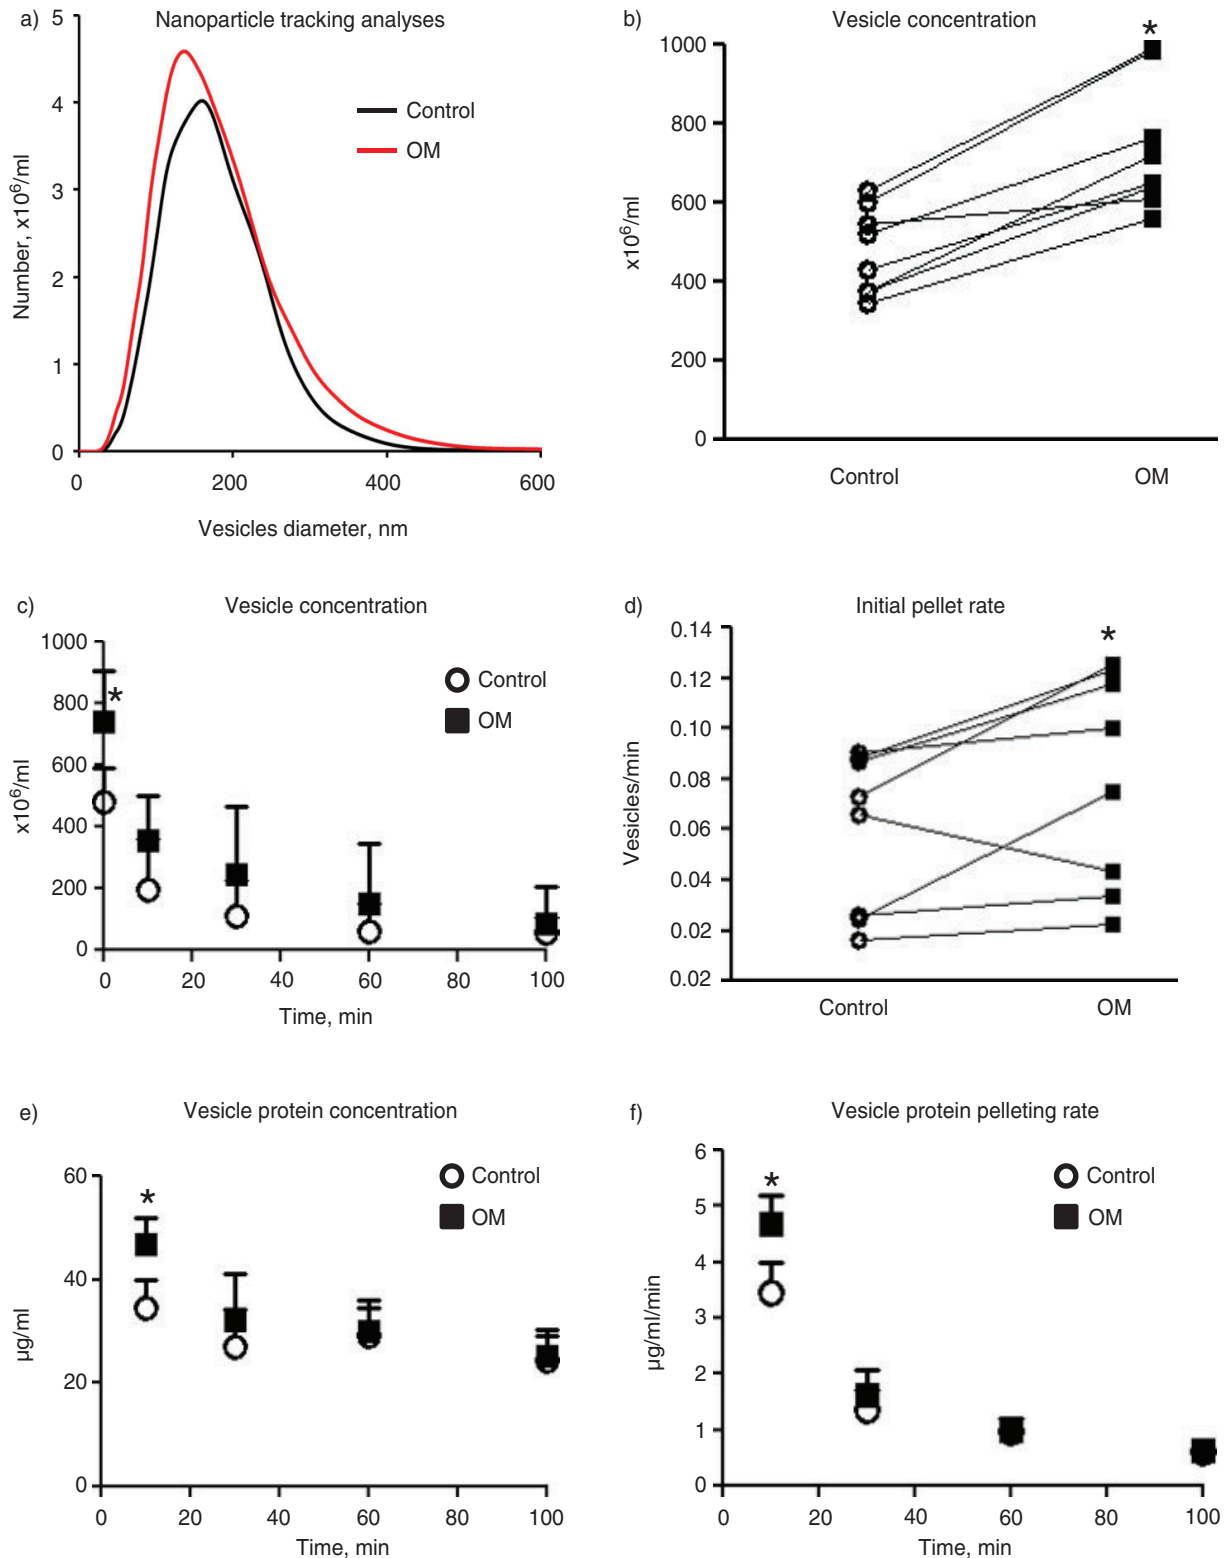 a) Nanoparticle tracking analyses
5
4
3
2
1
0
Number, x10⁶/ml
Control
OM
0 200 400 600
Vesicles diameter, nm
b) Vesicle concentration
*
1000
800
600
400
200
0
x10⁶/ml
Control OM
c) Vesicle concentration
1000
800
600
400
200
0
x10⁶/ml
*
Control
OM
0 20 40 60 80 100
Time, min
d) Initial pellet rate
*
0.14
0.12
0.10
0.08
0.06
0.04
0.02
0.02
Vesicles/min
Control OM
e) Vesicle protein concentration
60
40
20
0
µg/ml
*
Control
OM
0 20 40 60 80 100
Time, min
f) Vesicle protein pelleting rate
6
5
4
3
2
1
0
µg/ml/min
*
Control
OM
0 20 40 60 80 100
Time, min